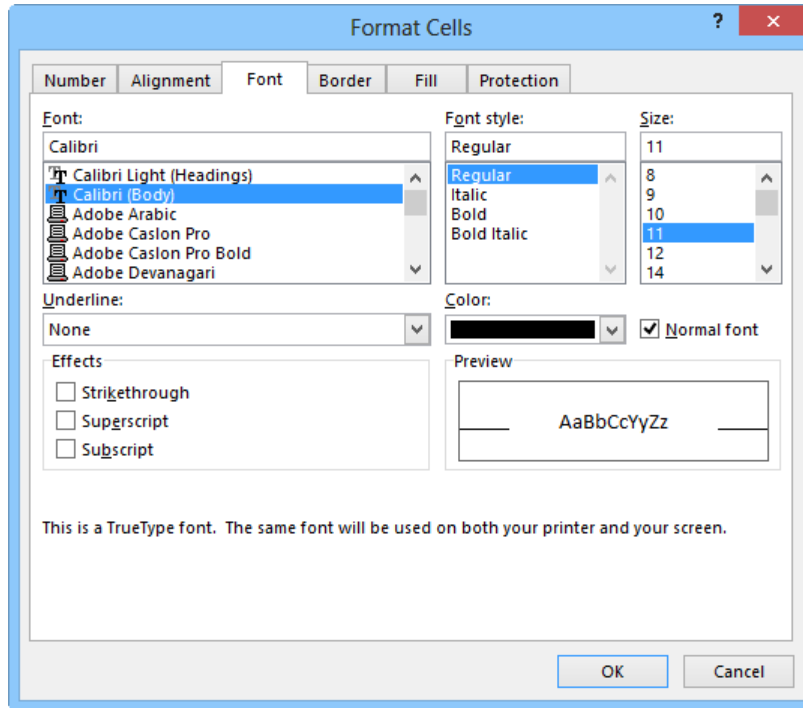 Format Cells ?
Number Alignment Font Border Fill Protection
Font: Font style: Size:
Calibri Regular 11
Calibri Light (Headings) Regular 8
Calibri (Body) Italic 9
Adobe Arabic Bold 10
Adobe Caslon Pro Bold Italic 11
Adobe Caslon Pro Bold 12
Adobe Devanagari 14
Underline: Color:
None Normal font
Effects Preview
Strikethrough
Superscript AaBbCcYyZz
Subscript
This is a TrueType font. The same font will be used on both your printer and your screen.
OK Cancel